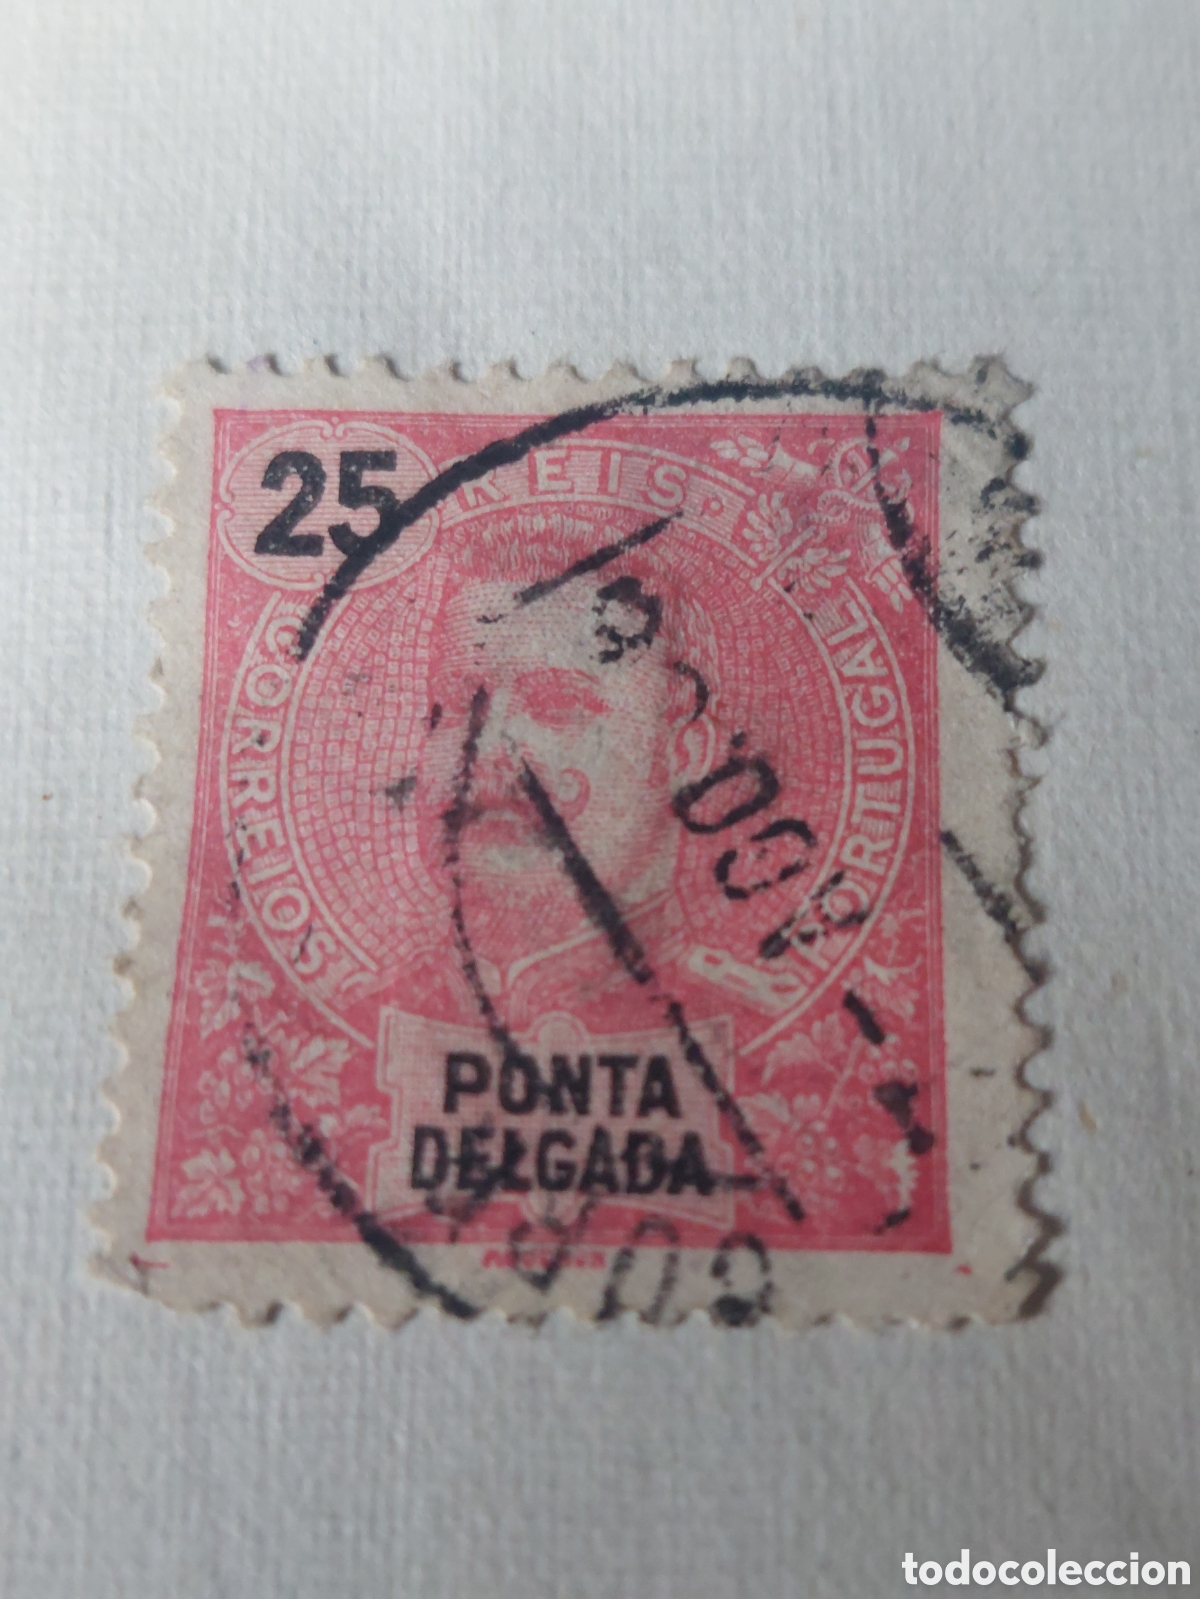 25
REIS.
CORREIOS
PORTUGAL
PONTA
DELGADA
todocoleccion